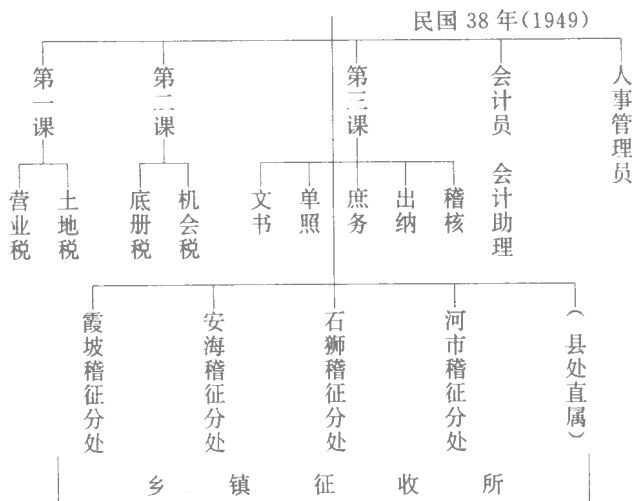 民国 38 年(1949)
第一课
第二课
第三课
会计员 会计助理
人事管理员
营业税
土地税
底册税
机会税
文书
单照
庶务
出纳
稽核
霞坡稽征分处
安海稽征分处
石狮稽征分处
河市稽征分处
(县处直属)
乡镇征收所